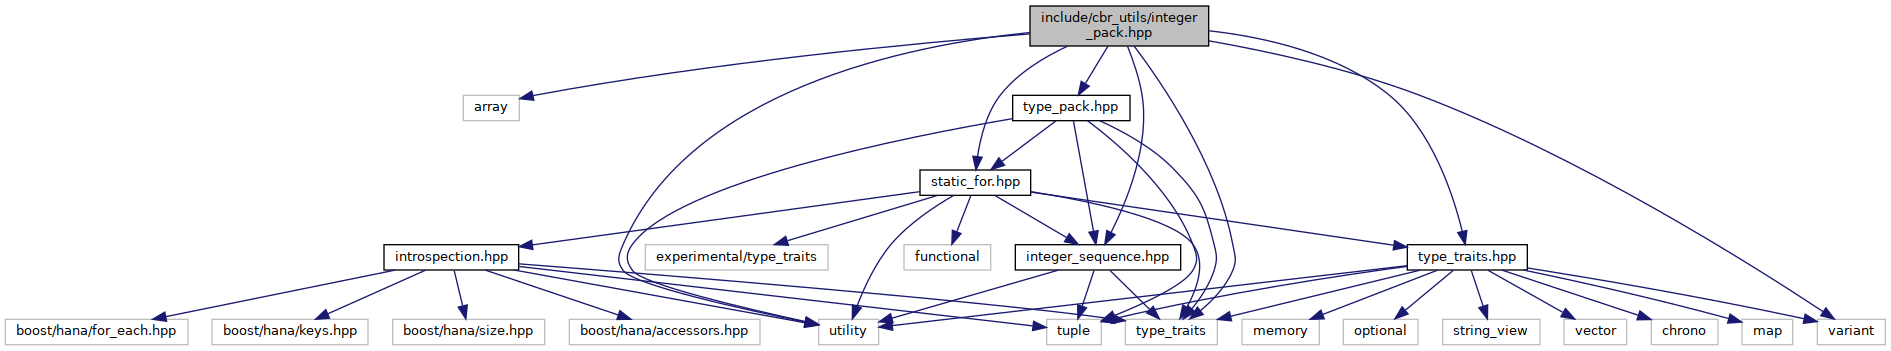 include/cbr_utils/integer
_pack.hpp
array
type_pack.hpp
static_for.hpp
introspection.hpp
experimental/type_traits
functional
integer_sequence.hpp
type_traits.hpp
boost/hana/for_each.hpp
boost/hana/keys.hpp
boost/hana/size.hpp
boost/hana/accessors.hpp
utility
tuple
type_traits
memory
optional
string_view
vector
chrono
map
variant